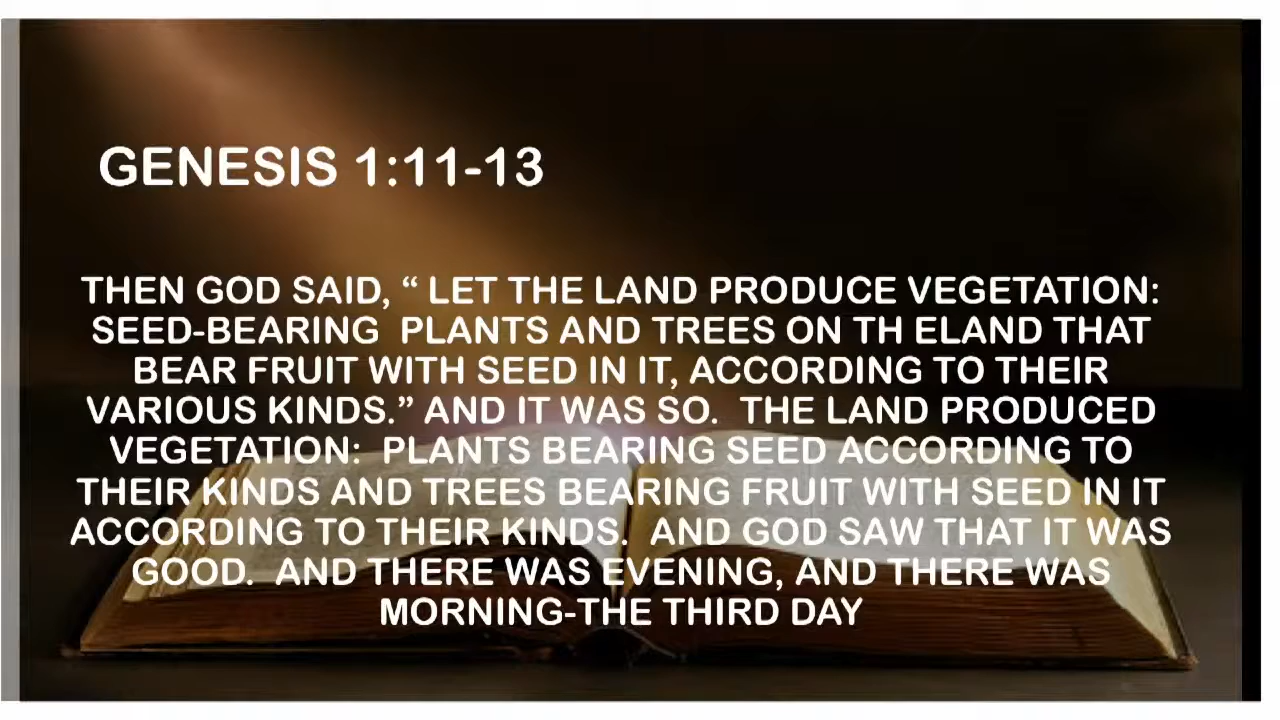 GENESIS 1:11-13
THEN GOD SAID, “ LET THE LAND PRODUCE VEGETATION:
SEED-BEARING  PLANTS AND TREES ON TH ELAND THAT
BEAR FRUIT WITH SEED IN IT, ACCORDING TO THEIR
VARIOUS KINDS.” AND IT WAS SO.  THE LAND PRODUCED
VEGETATION:  PLANTS BEARING SEED ACCORDING TO
THEIR KINDS AND TREES BEARING FRUIT WITH SEED IN IT
ACCORDING TO THEIR KINDS.  AND GOD SAW THAT IT WAS
GOOD.  AND THERE WAS EVENING, AND THERE WAS
MORNING-THE THIRD DAY